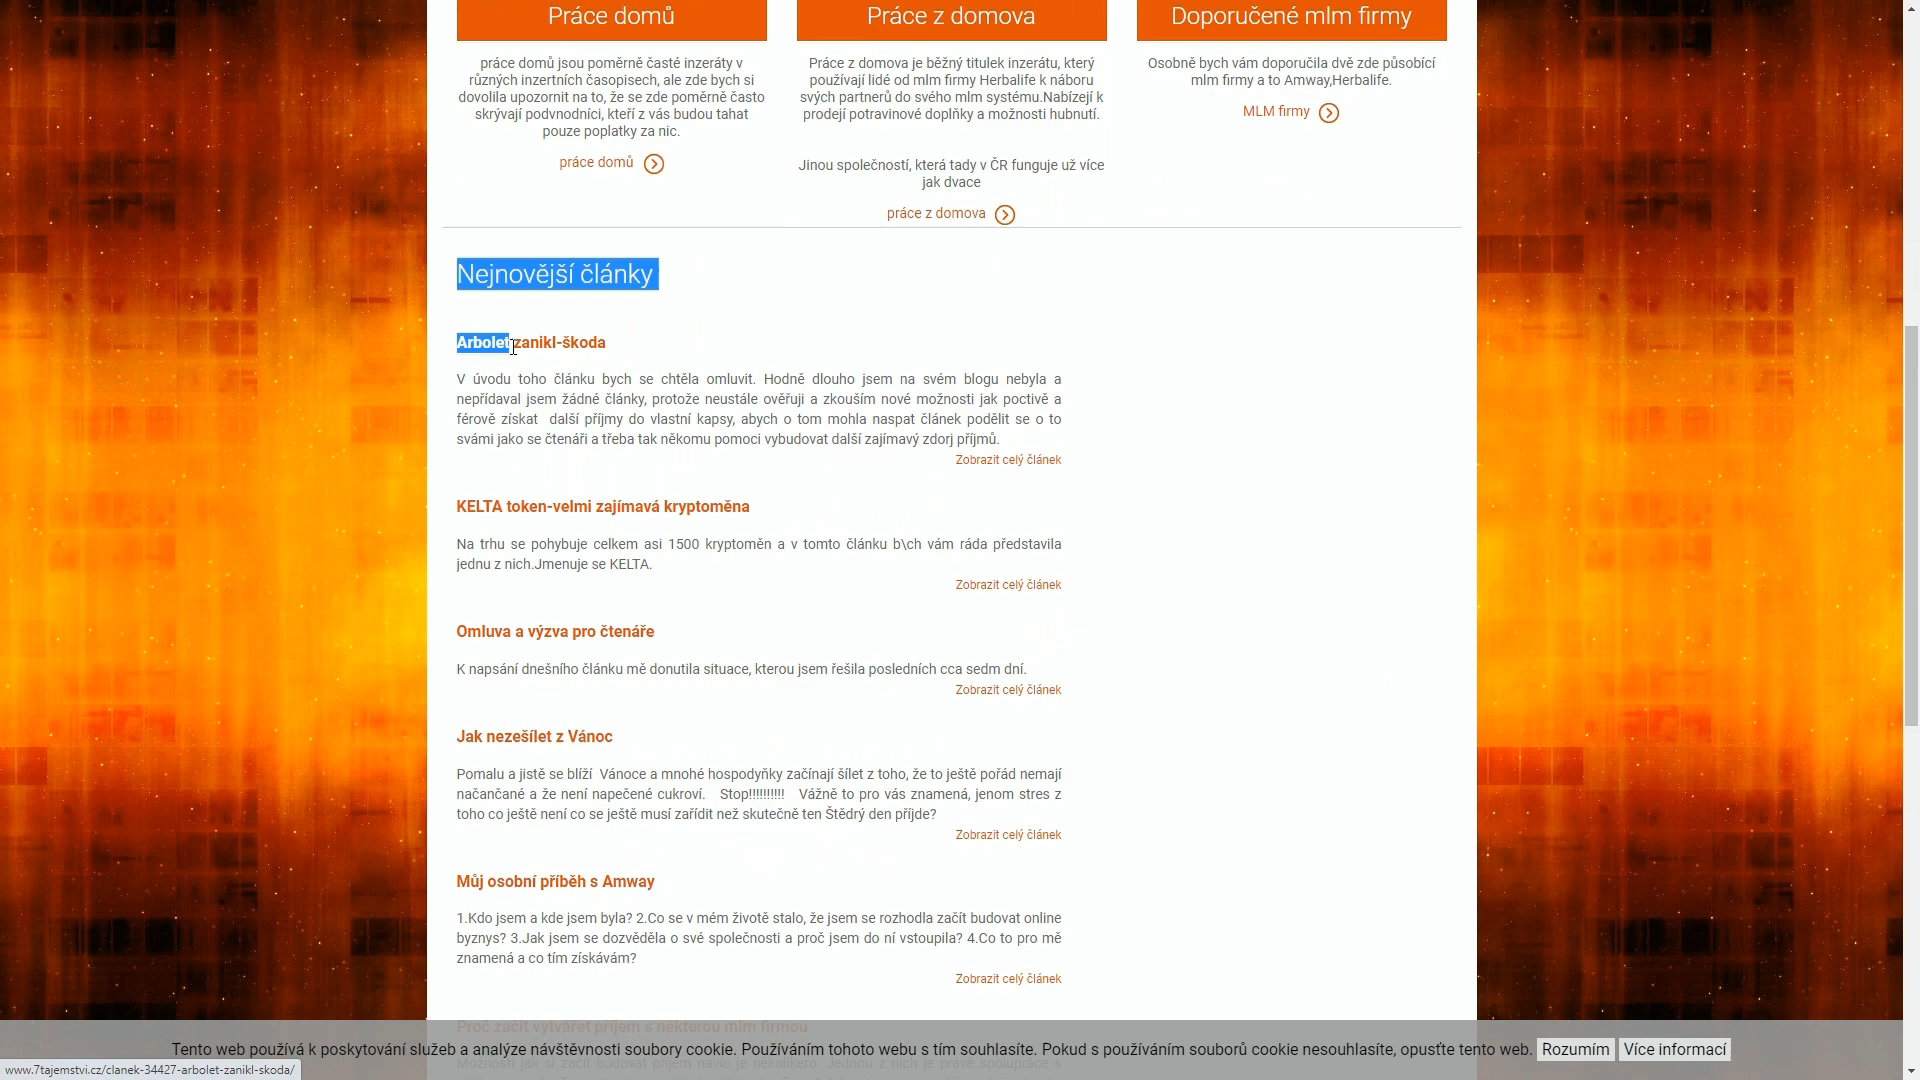 Práce domů
práce domů jsou poměrně časté inzeráty v
různých inzertních časopisech, ale zde bych si
dovolila upozornit na to, že se zde poměrně často
skrývají podvnodníci, kteří z vás budou tahat
pouze poplatky za nic.
práce domů
Práce z domova
Práce z domova je běžný titulek inzerátu, který
používají lidé od mlm firmy Herbalife k náboru
svých partnerů do svého mlm systému.Nabízejí k
prodeji potravinové doplňky a možnosti hubnutí.
Jinou společností, která tady v ČR funguje už více
jak dvace
práce z domova
Doporučené mlm firmy
Osobně bych vám doporučila dvě zde působící
mlm firmy a to Amway,Herbalife.
MLM firmy
Nejnovější články
Arbolet zanikl-škoda
V úvodu toho článku bych se chtěla omluvit. Hodně dlouho jsem na svém blogu nebyla a
nepřídaval jsem žádné články, protože neustále ověřuji a zkouším nové možnosti jak poctivě a
férově získat další příjmy do vlastní kapsy, abych o tom mohla naspat článek podělit se o to
svámi jako se čtenáři a třeba tak někomu pomoci vybudovat další zajímavý zdorj příjmů.
Zobrazit celý článek
KELTA token-velmi zajímavá kryptoměna
Na trhu se pohybuje celkem asi 1500 kryptoměn a v tomto článku b\ch vám ráda představila
jednu z nich.Jmenuje se KELTA.
Zobrazit celý článek
Omluva a výzva pro čtenáře
K napsání dnešního článku mě donutila situace, kterou jsem řešila posledních cca sedm dní.
Zobrazit celý článek
Jak nezešílet z Vánoc
Pomalu a jistě se blíží Vánoce a mnohé hospodyňky začínají šílet z toho, že to ještě pořád nemají
načančané a že není napečené cukroví. Stop!!!!!!!!!! Vážně to pro vás znamená, jenom stres z
toho co ještě není co se ještě musí zařídit než skutečně ten Štědrý den příjde?
Zobrazit celý článek
Můj osobní příběh s Amway
1.Kdo jsem a kde jsem byla? 2.Co se v mém životě stalo, že jsem se rozhodla začít budovat online
byznys? 3.Jak jsem se dozvěděla o své společnosti a proč jsem do ní vstoupila? 4.Co to pro mě
znamená a co tím získávám?
Zobrazit celý článek
Proč začít vytvářet příjem s některou mlm firmou
Tento web používá k poskytování služeb a analýze návštěvnosti soubory cookie. Používáním tohoto webu s tím souhlasíte. Pokud s používáním souborů cookie nesouhlasíte, opusťte tento web. Rozumím Více informací
www.7tajemstvi.cz/clanek-34427-arbolet-zanikl-skoda/